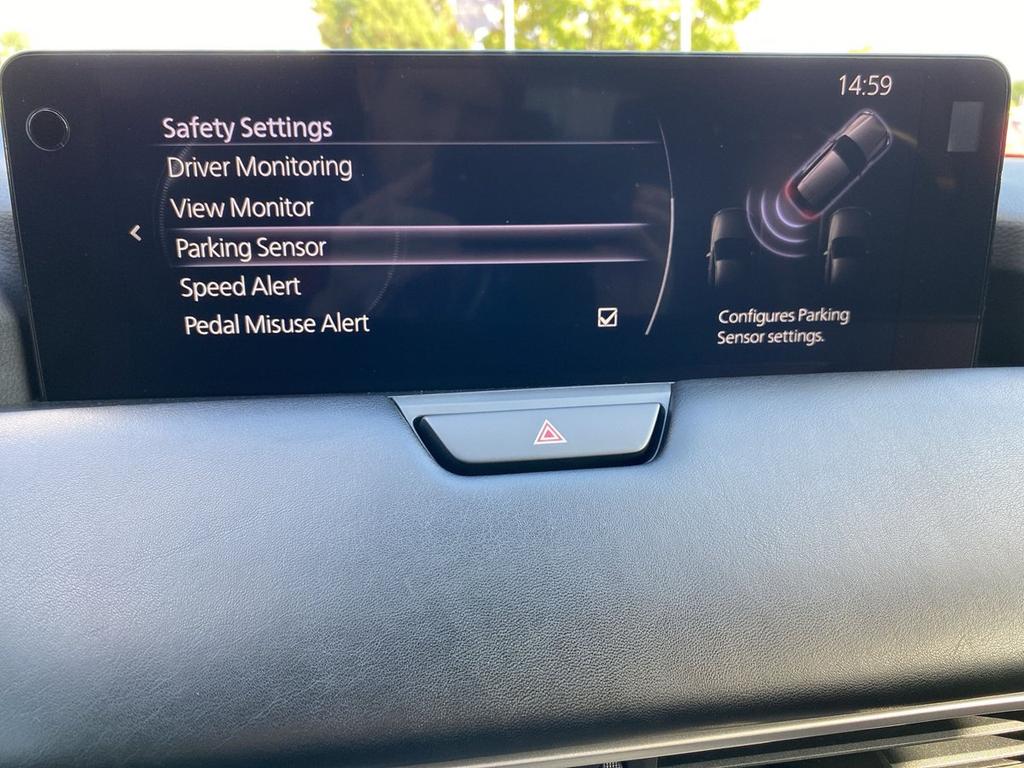 14:59
Safety Settings
Driver Monitoring
View Monitor
Parking Sensor
Speed Alert
Pedal Misuse Alert
Configures Parking
Sensor settings.